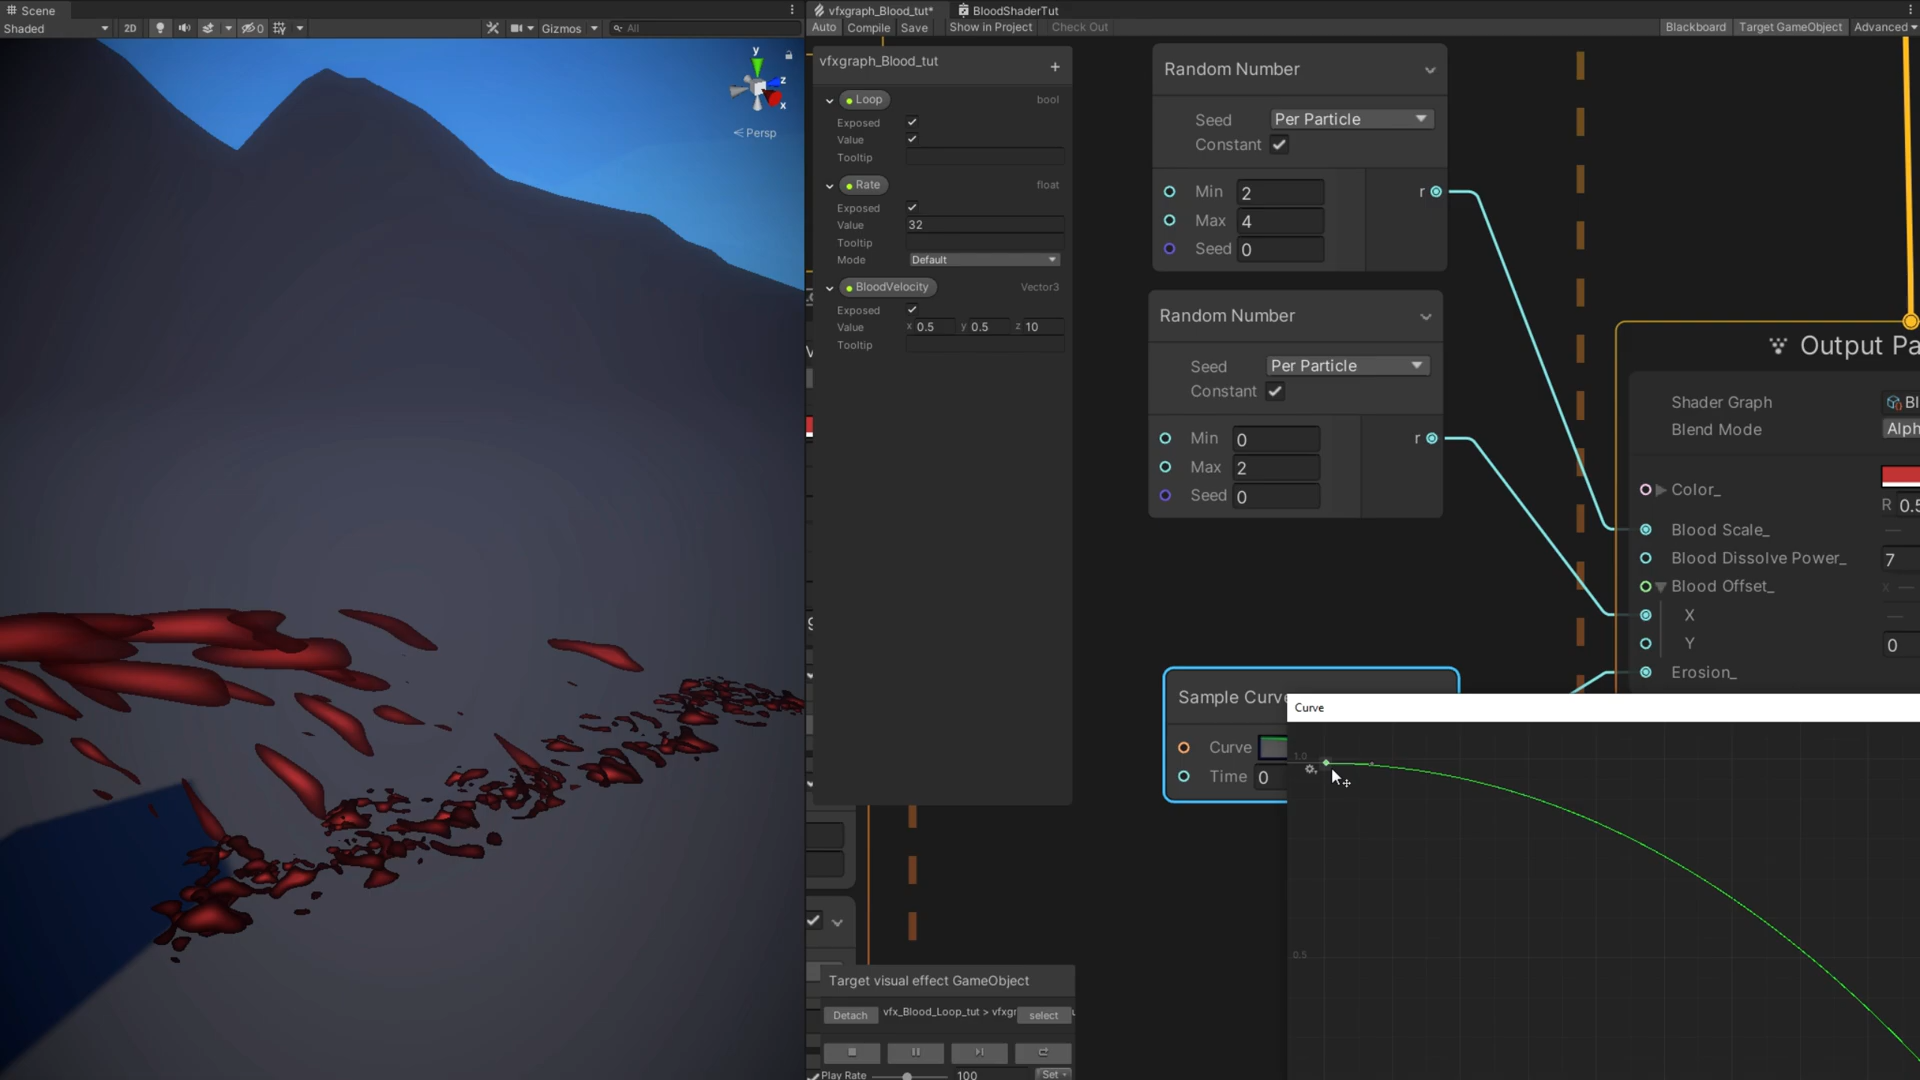 Scene
Shaded
2D
0
Gizmos
All
y
z
x
Persp
vfxgraph_Blood_tut*
BloodShaderTut
Auto
Compile
Save
Show in Project
Check Out
Blackboard
Target GameObject
Advanced
vfxgraph_Blood_tut
+
Loop
bool
Exposed
Value
Tooltip
Rate
float
Exposed
Value
32
Tooltip
Mode
Default
BloodVelocity
Vector3
Exposed
Value
x 0.5
y 0.5
z 10
Tooltip
Random Number
Seed
Per Particle
Constant
Min
2
r
Max
4
Seed
0
Random Number
Seed
Per Particle
Constant
Min
0
r
Max
2
Seed
0
Output Pa
Shader Graph
Bl
Blend Mode
Alph
Color_
R 0.5
Blood Scale_
Blood Dissolve Power_
7
Blood Offset_
x
X
Y
0
Erosion_
Sample Curve
Curve
Time
0
Curve
1.0
0.5
Target visual effect GameObject
Detach
vfx_Blood_Loop_tut > vfxgr
select
Play Rate
100
Set